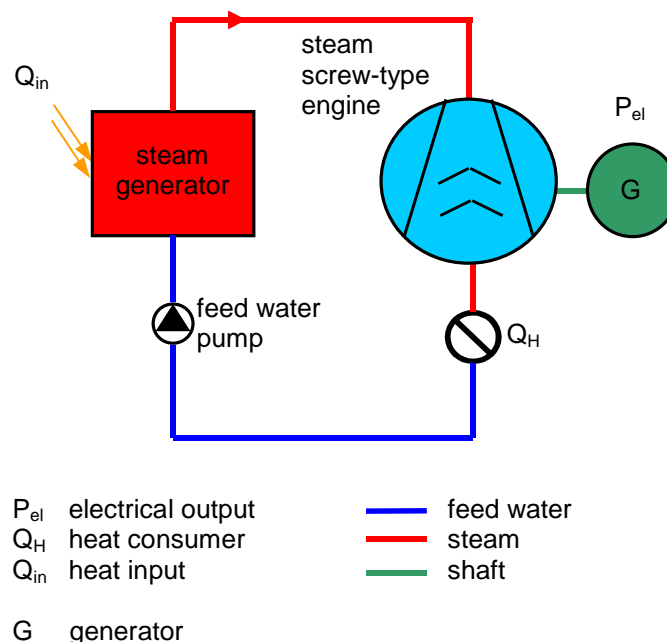 steam
screw-type
engine
Qin
Pel
steam
generator
G
feed water
pump
QH
Pel electrical output
feed water
QH heat consumer
steam
Qin heat input
shaft
G generator